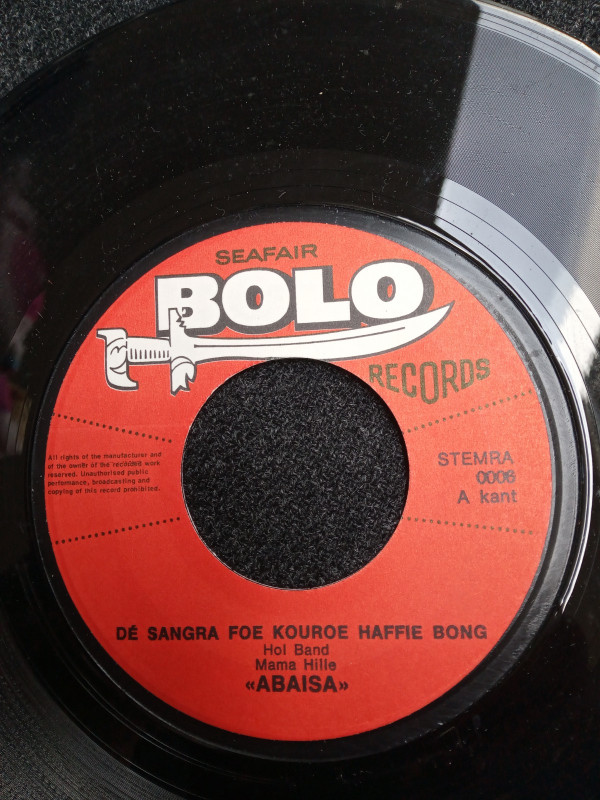 SEAFAIR
BOLO
RECORDS
All rights of the manufacturer and
of the owner of the recorded work
reserved. Unauthorised public
perfomance, broadcasting and
copying of this record prohibited.
STEMRA
0006
A kant
DÉ SANGRA FOE KOUROE HAFFIE BONG
Hol Band
Mama Hille
«ABAISA»